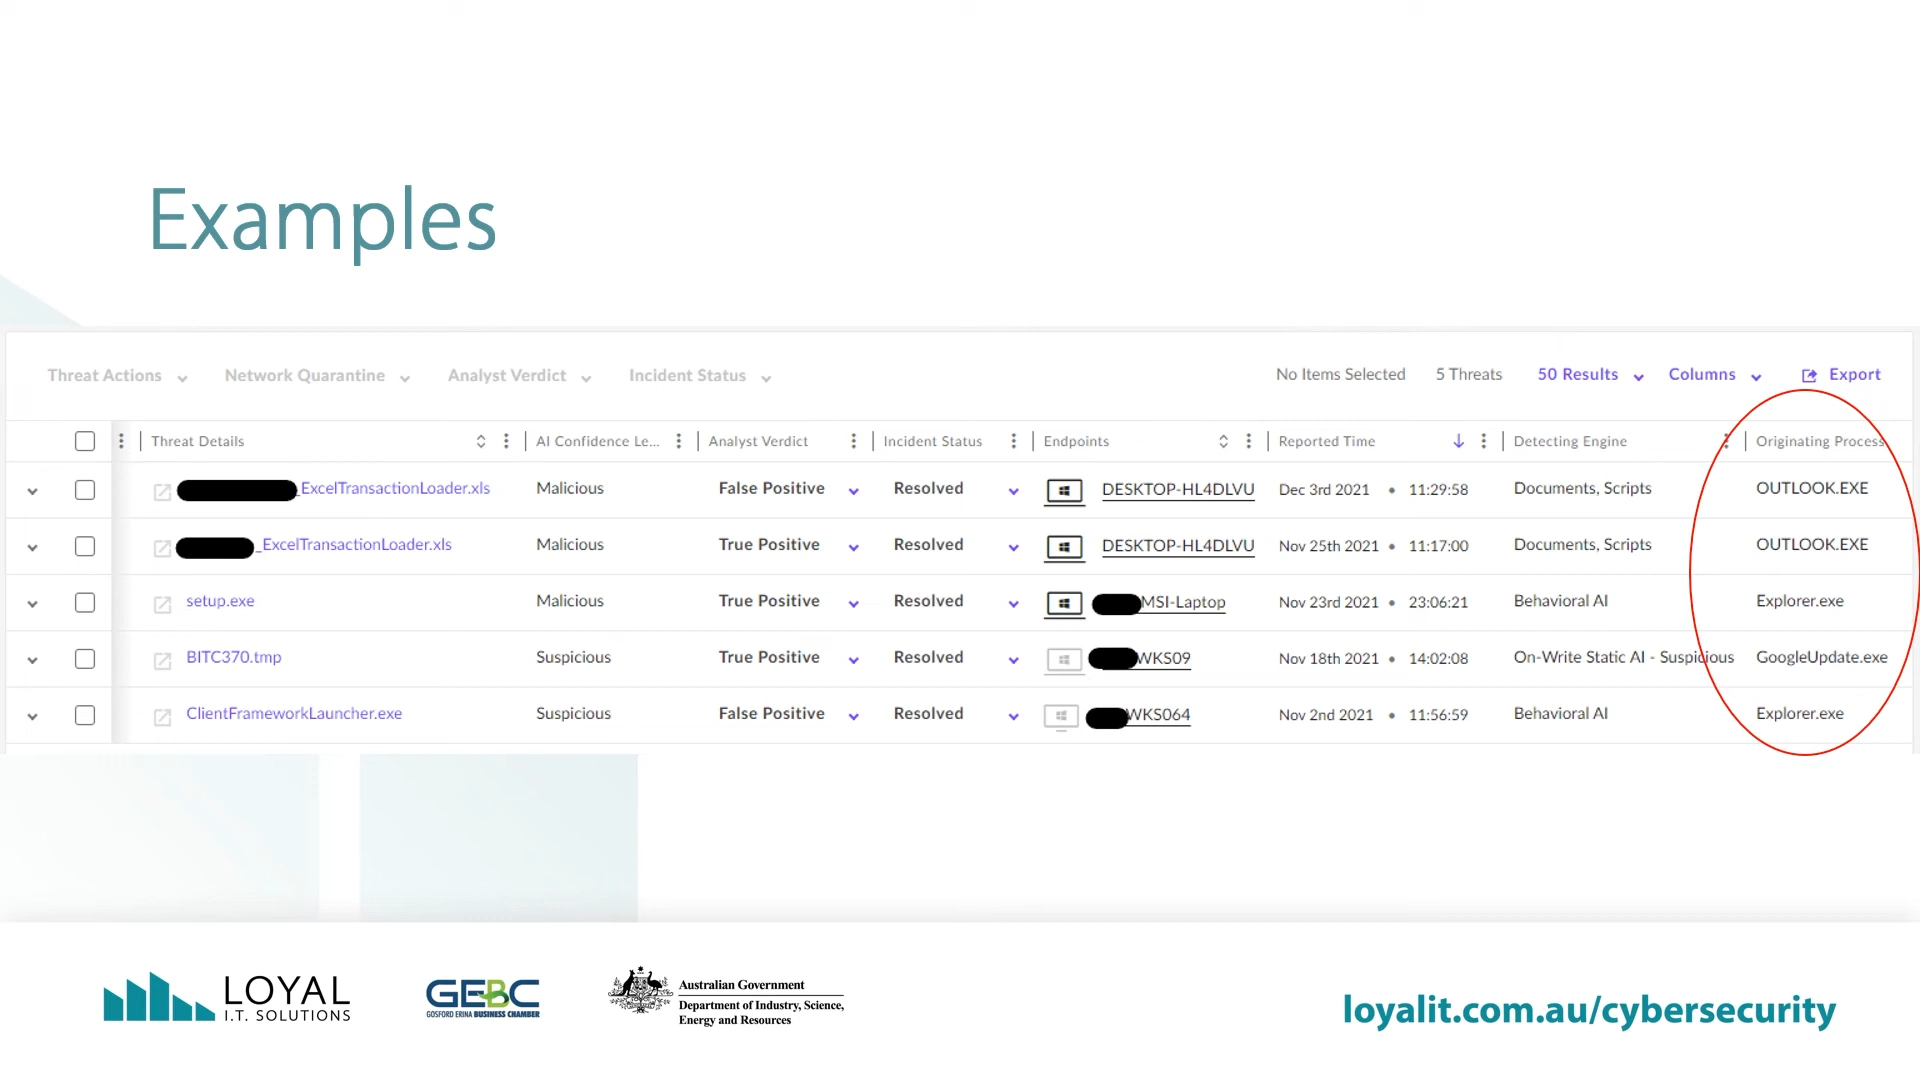 Examples
Threat Actions Network Quarantine Analyst Verdict Incident Status No Items Selected 5 Threats 50 Results Columns Export
Threat Details AI Confidence Le... Analyst Verdict Incident Status Endpoints Reported Time Detecting Engine Originating Process
_ExcelTransactionLoader.xls Malicious False Positive Resolved DESKTOP-HL4DLVU Dec 3rd 2021 • 11:29:58 Documents, Scripts OUTLOOK.EXE
_ExcelTransactionLoader.xls Malicious True Positive Resolved DESKTOP-HL4DLVU Nov 25th 2021 • 11:17:00 Documents, Scripts OUTLOOK.EXE
setup.exe Malicious True Positive Resolved MSI-Laptop Nov 23rd 2021 • 23:06:21 Behavioral AI Explorer.exe
BITC370.tmp Suspicious True Positive Resolved WKS09 Nov 18th 2021 • 14:02:08 On-Write Static AI - Suspicious GoogleUpdate.exe
ClientFrameworkLauncher.exe Suspicious False Positive Resolved WKS064 Nov 2nd 2021 • 11:56:59 Behavioral AI Explorer.exe
LOYAL
I.T. SOLUTIONS
GEBC
GOSFORD ERINA BUSINESS CHAMBER
Australian Government
Department of Industry, Science,
Energy and Resources
loyalit.com.au/cybersecurity